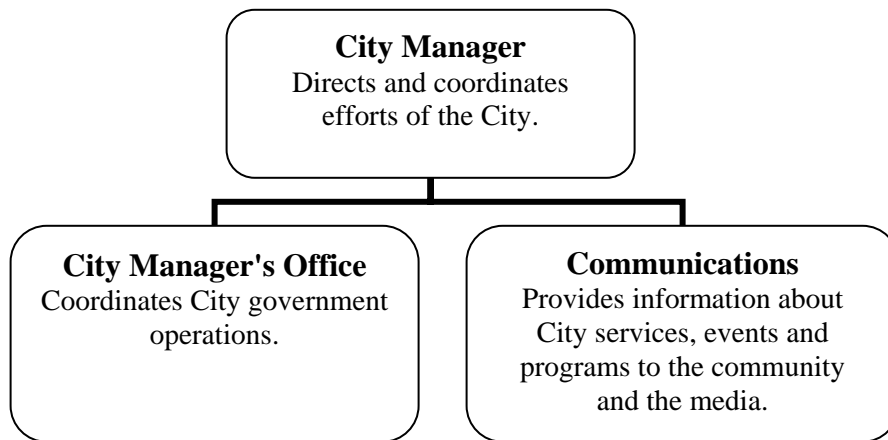 City Manager
Directs and coordinates
efforts of the City.
City Manager's Office
Coordinates City government
operations.
Communications
Provides information about
City services, events and
programs to the community
and the media.